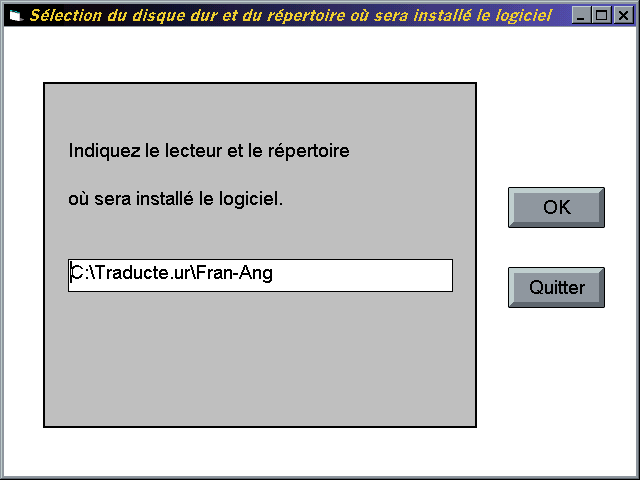 Sélection du disque dur et du répertoire où sera installé le logiciel
Indiquez le lecteur et le répertoire
où sera installé le logiciel.
C:\Traducte.ur\Fran-Ang
OK
Quitter